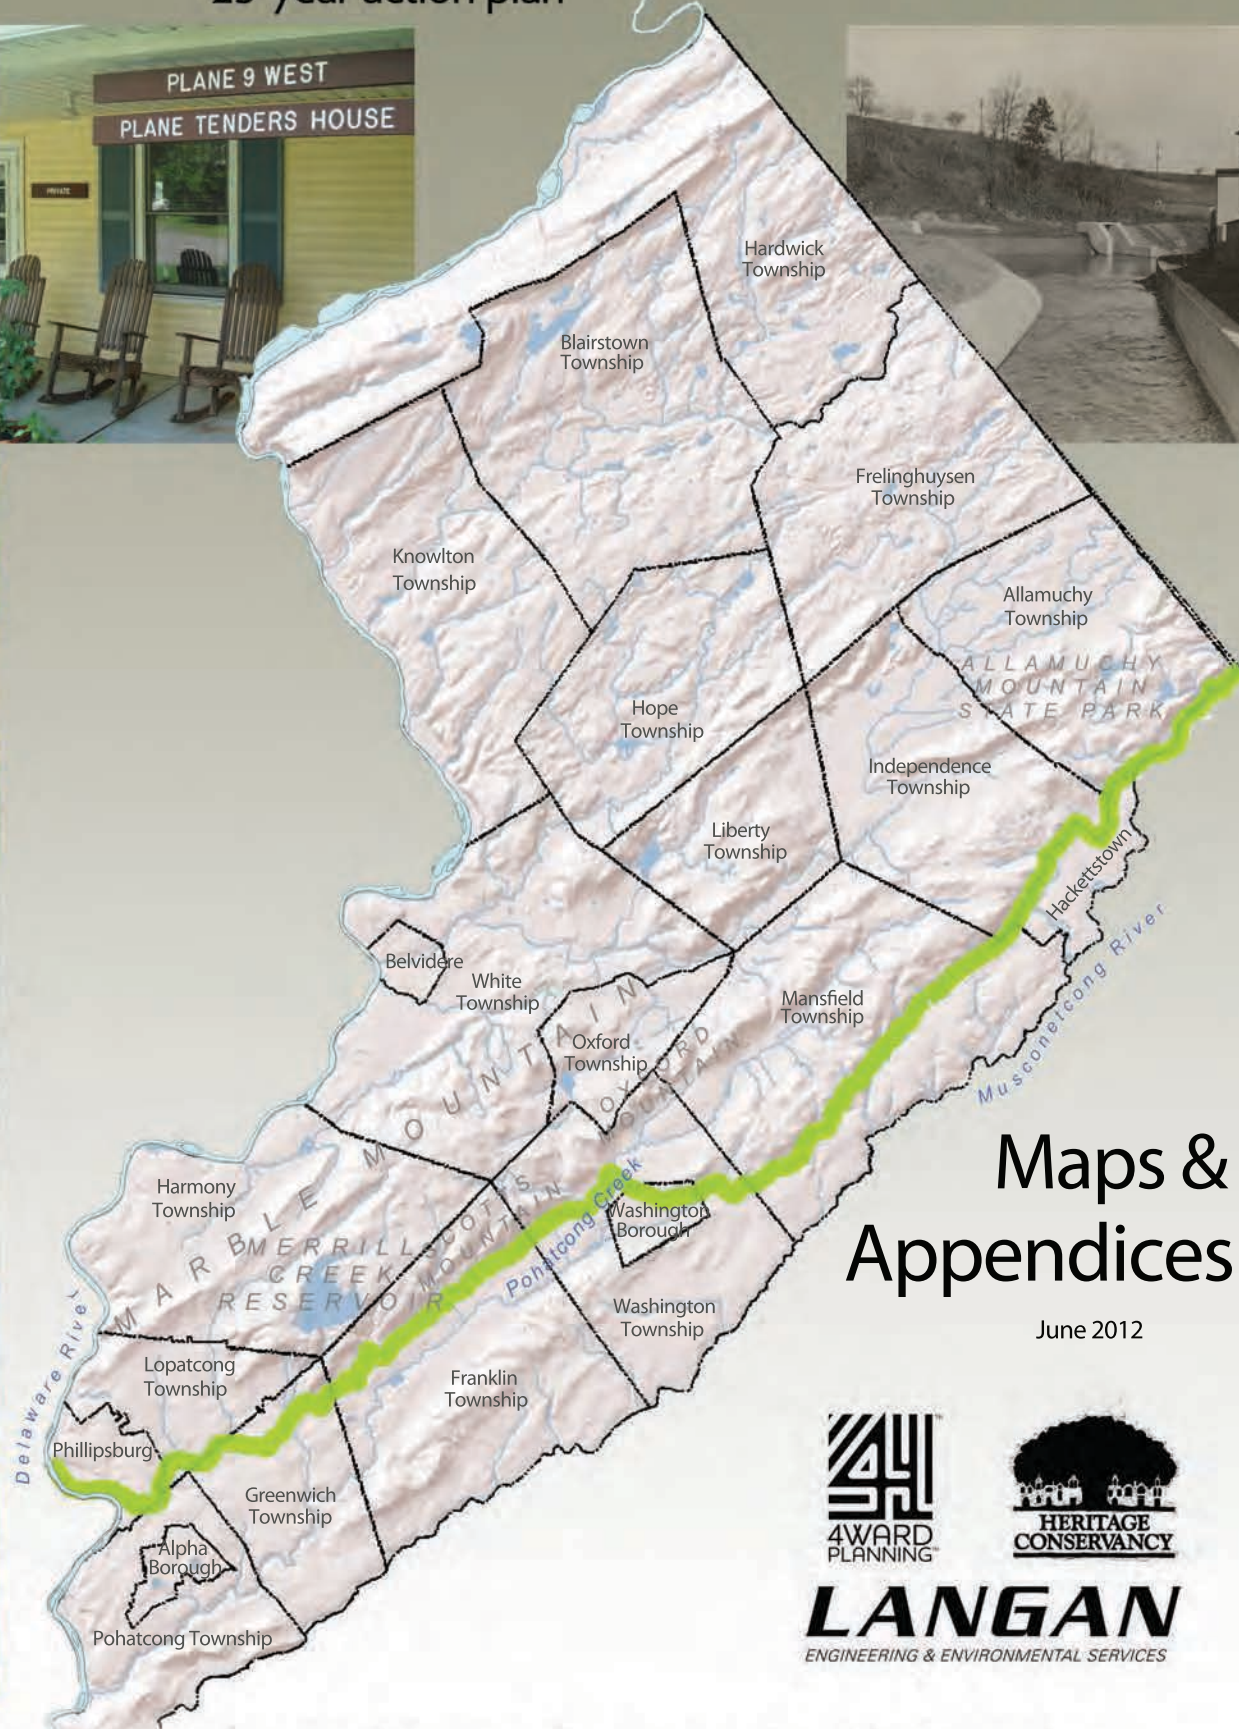 25-year action plan
PLANE 9 WEST
PLANE TENDERS HOUSE
PRIVATE
Hardwick
Township
Blairstown
Township
Frelinghuysen
Township
Knowlton
Township
Allamuchy
Township
ALLAMUCHY
MOUNTAIN
STATE PARK
Hope
Township
Independence
Township
Liberty
Township
Hackettstown
Musconetcong River
Belvidere
White
Township
Mansfield
Township
Oxford
Township
OXFORD
MOUNTAIN
MARBLE MOUNTAIN
Harmony
Township
SCOTTS
MOUNTAIN
Pohatcong Creek
Washington
Borough
MERRILL
CREEK
RESERVOIR
Washington
Township
Delaware River
Lopatcong
Township
Franklin
Township
Phillipsburg
Greenwich
Township
Alpha
Borough
Pohatcong Township
Maps &
Appendices
June 2012
4WARD
PLANNING™
HERITAGE
CONSERVANCY
LANGAN
ENGINEERING & ENVIRONMENTAL SERVICES